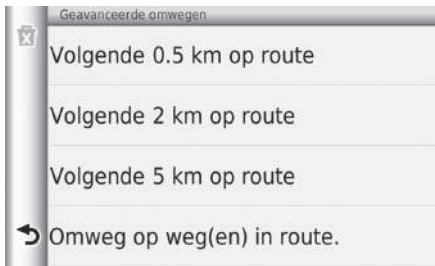 Geavanceerde omwegen
Volgende 0.5 km op route
Volgende 2 km op route
Volgende 5 km op route
Omweg op weg(en) in route.